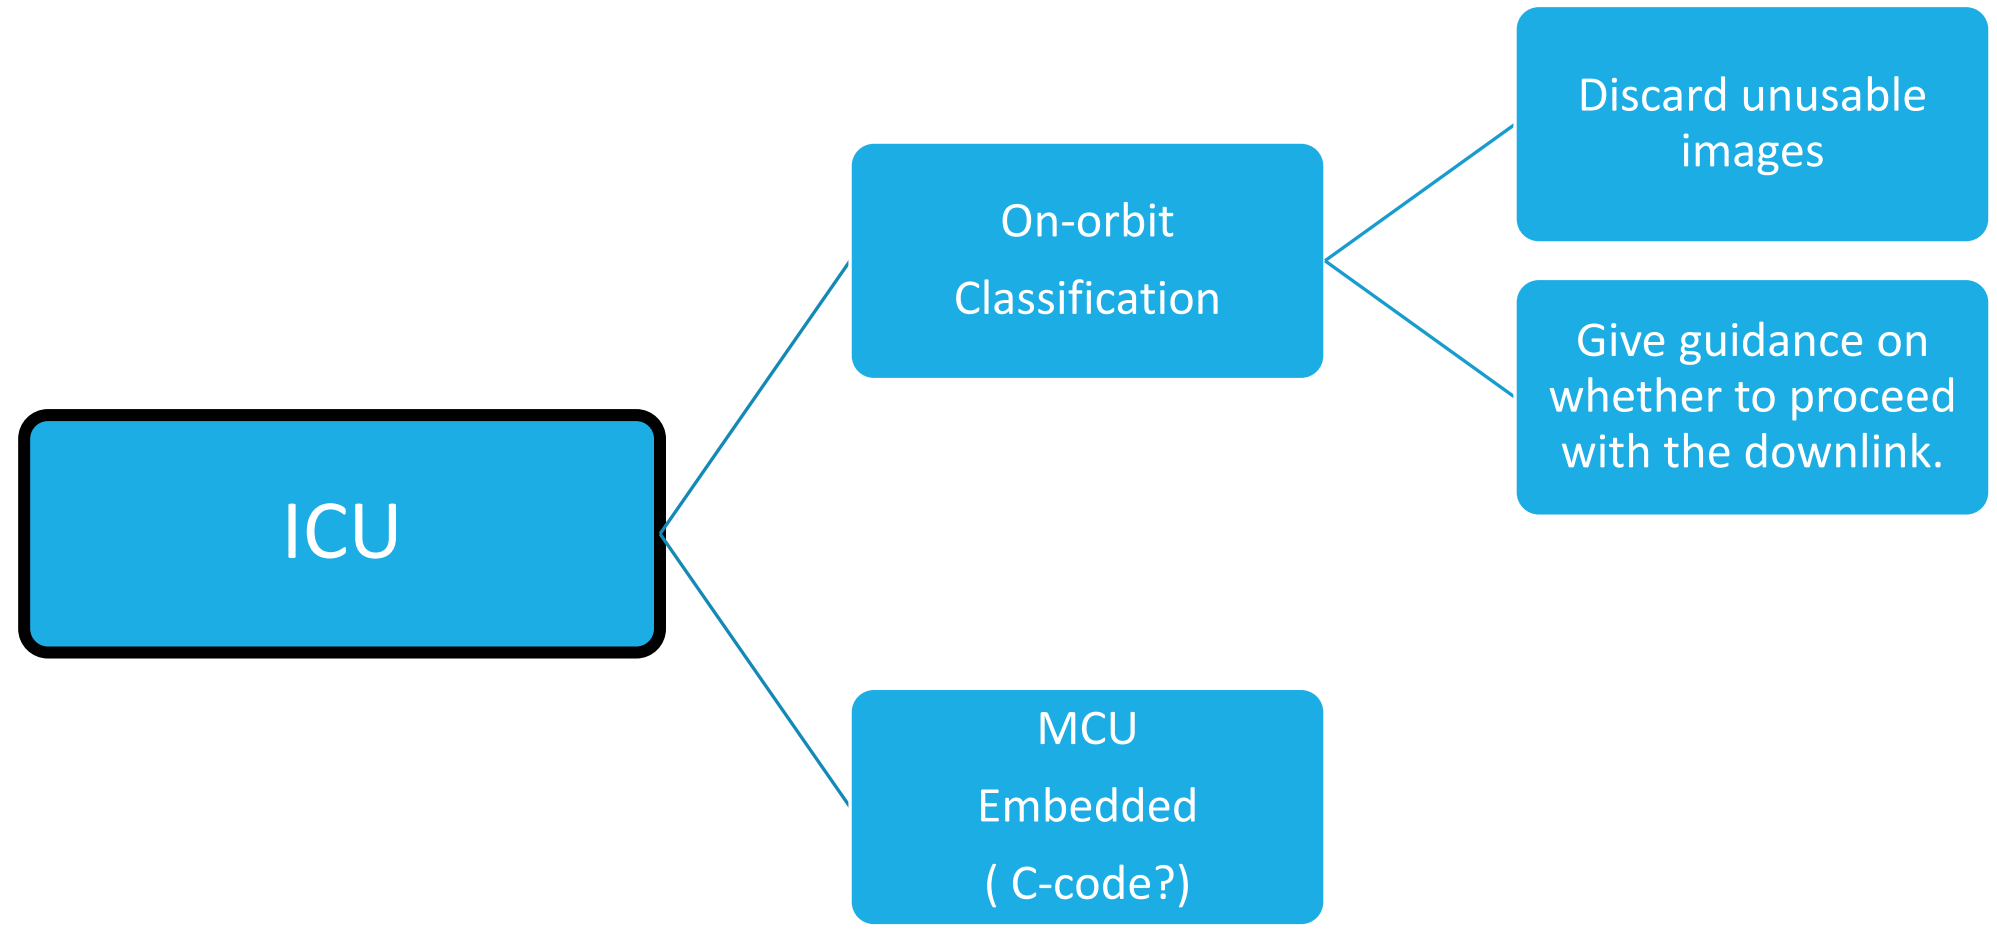 Discard unusable
images
On-orbit
Classification
Give guidance on
whether to proceed
with the downlink.
ICU
MCU
Embedded
( C-code?)